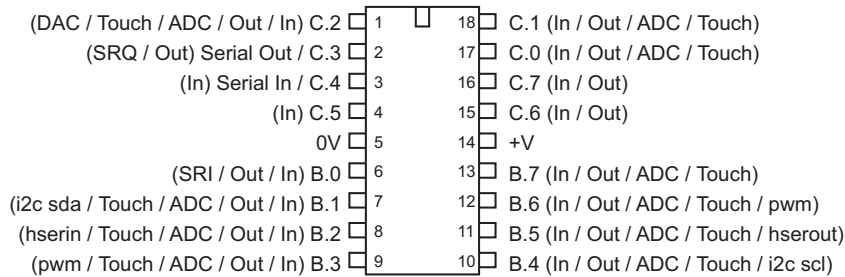 (DAC / Touch / ADC / Out / In) C.2 1 18 C.1 (In / Out / ADC / Touch)
(SRQ / Out) Serial Out / C.3 2 17 C.0 (In / Out / ADC / Touch)
(In) Serial In / C.4 3 16 C.7 (In / Out)
(In) C.5 4 15 C.6 (In / Out)
0V 5 14 +V
(SRI / Out / In) B.0 6 13 B.7 (In / Out / ADC / Touch)
(i2c sda / Touch / ADC / Out / In) B.1 7 12 B.6 (In / Out / ADC / Touch / pwm)
(hserin / Touch / ADC / Out / In) B.2 8 11 B.5 (In / Out / ADC / Touch / hserout)
(pwm / Touch / ADC / Out / In) B.3 9 10 B.4 (In / Out / ADC / Touch / i2c scl)